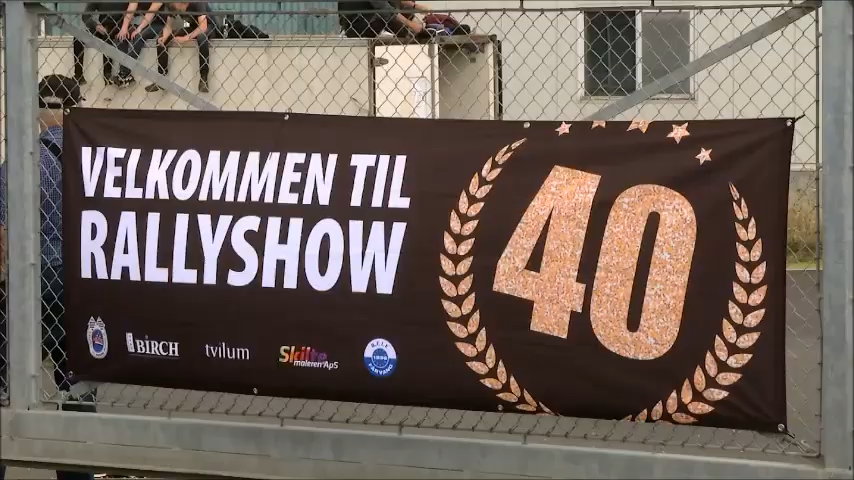 VELKOMMEN TIL
RALLYSHOW
40
BIRCH
tvilum
Skilte
maleren ApS